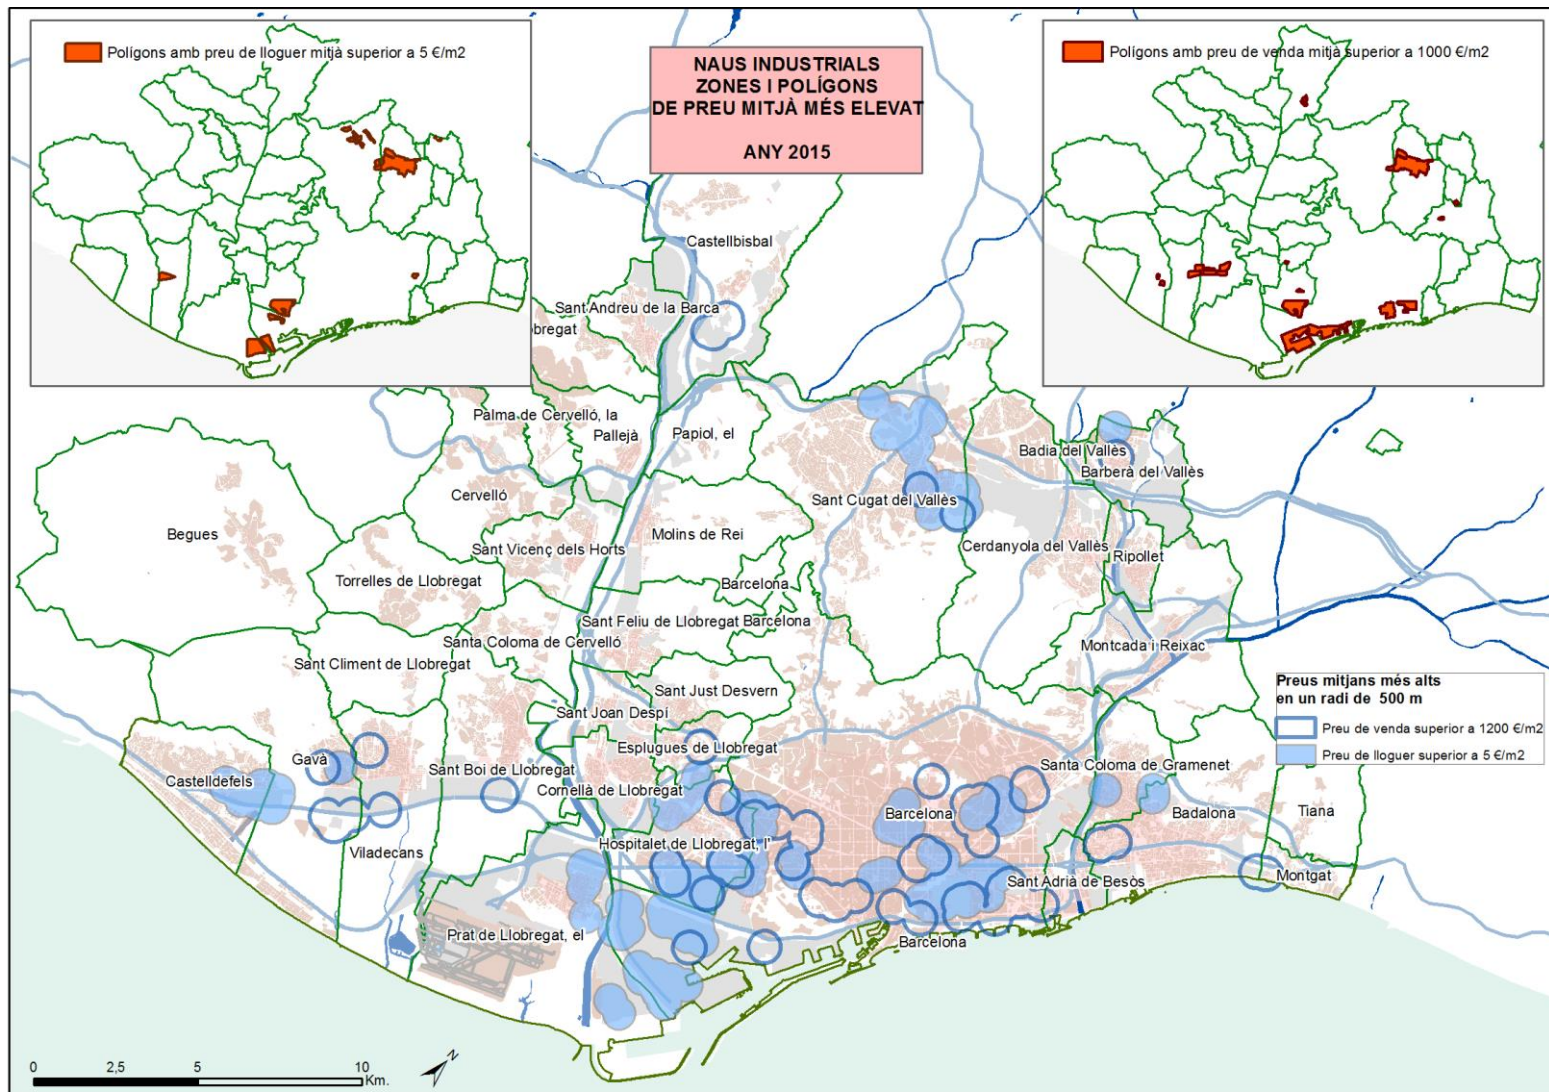 Polígons amb preu de lloguer mitjà superior a 5 €/m2
NAUS INDUSTRIALS
ZONES I POLÍGONS
DE PREU MITJÀ MÉS ELEVAT
ANY 2015
Polígons amb preu de venda mitjà superior a 1000 €/m2
Castellbisbal
Sant Andreu de la Barca
obregat
Palma de Cervelló, la
Pallejà
Papiol, el
Badia del Vallès
Barberà del Vallès
Cervelló
Sant Cugat del Vallès
Begues
Molins de Rei
Sant Vicenç dels Horts
Cerdanyola del Vallès
Ripollet
Torrelles de Llobregat
Barcelona
Sant Feliu de Llobregat
Barcelona
Santa Coloma de Cervelló
Montcada i Reixac
Sant Climent de Llobregat
Sant Just Desvern
Preus mitjans més alts
en un radi de 500 m
Preu de venda superior a 1200 €/m2
Preu de lloguer superior a 5 €/m2
Sant Joan Despí
Esplugues de Llobregat
Gavà
Sant Boi de Llobregat
Santa Coloma de Gramenet
Castelldefels
Cornellà de Llobregat
Barcelona
Badalona
Tiana
Hospitalet de Llobregat, l'
Viladecans
Montgat
Sant Adrià de Besòs
Prat de Llobregat, el
Barcelona
N
0 2,5 5 10
Km.